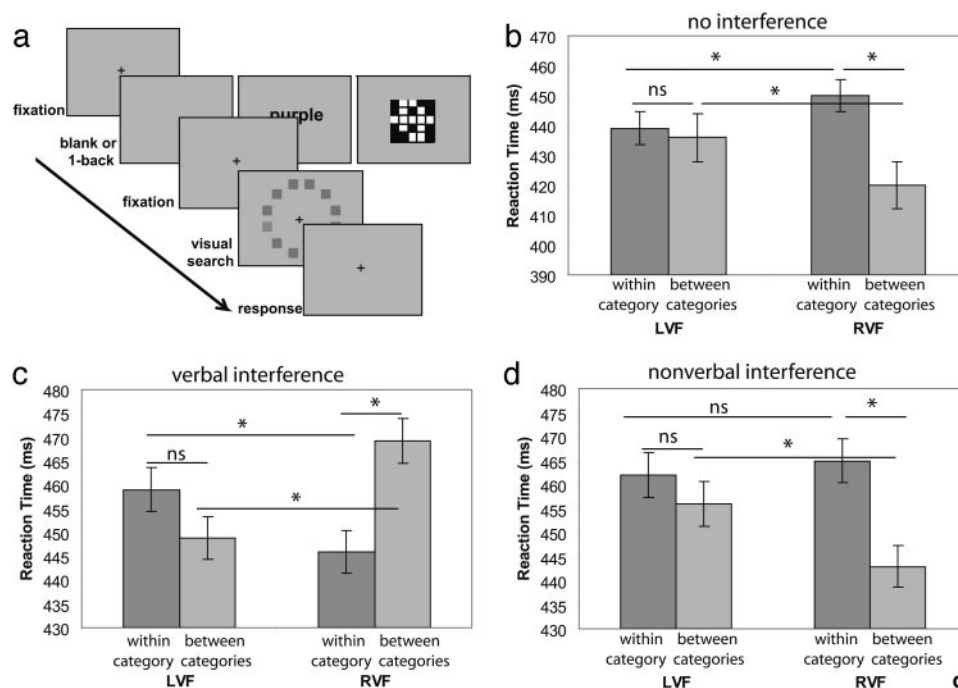 a
fixation
purple
blank or
1-back
fixation
visual
search
response
b
no interference
Reaction Time (ms)
470
460
450
440
430
420
410
400
390
*
*
ns
*
within
category
between
categories
LVF
within
category
between
categories
RVF
c
verbal interference
Reaction Time (ms)
480
475
470
465
460
455
450
445
440
435
430
*
*
ns
*
within
category
between
categories
LVF
within
category
between
categories
RVF
d
nonverbal interference
Reaction Time (ms)
480
475
470
465
460
455
450
445
440
435
430
ns
*
ns
*
within
category
between
categories
LVF
within
category
between
categories
RVF